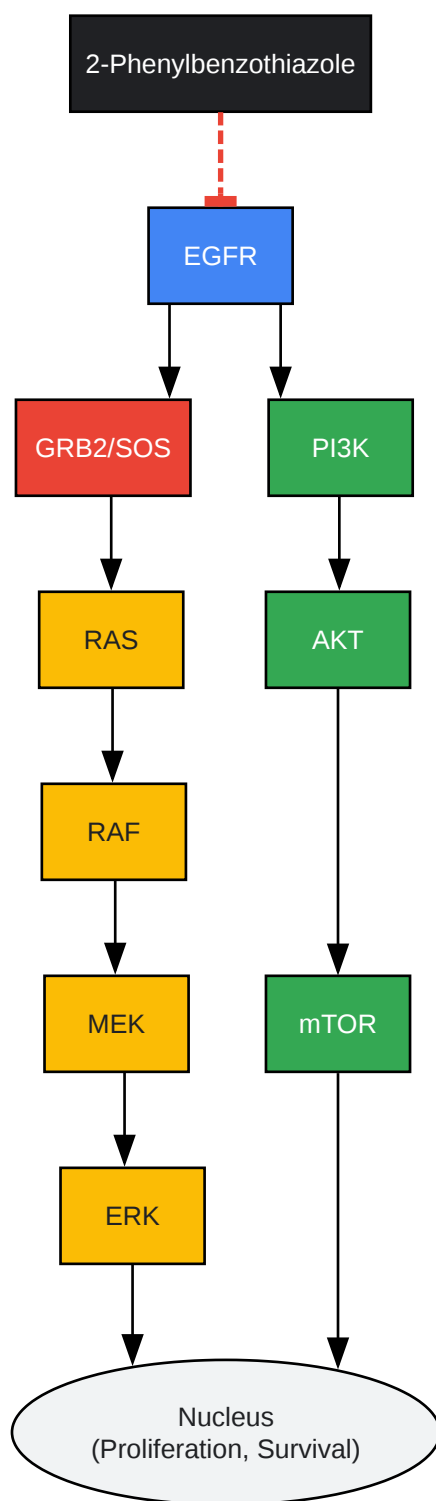 2-Phenylbenzothiazole
EGFR
GRB2/SOS
PI3K
RAS
AKT
RAF
MEK
mTOR
ERK
Nucleus
(Proliferation, Survival)